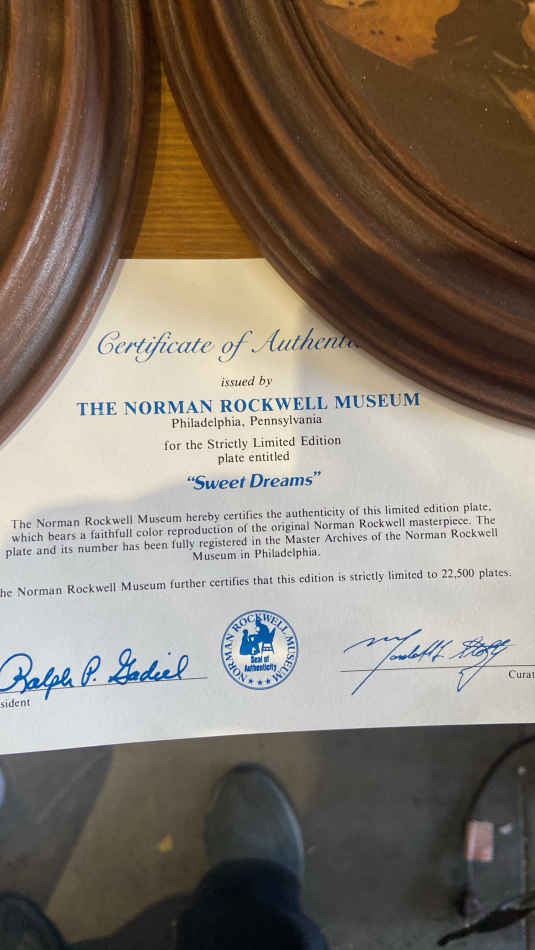 Certificate of Authenti
issued by
THE NORMAN ROCKWELL MUSEUM
Philadelphia, Pennsylvania
for the Strictly Limited Edition
plate entitled
“Sweet Dreams”
The Norman Rockwell Museum hereby certifies the authenticity of this limited edition plate,
which bears a faithfull color reproduction of the original Norman Rockwell masterpiece. The
plate and its number has been fully registered in the Master Archives of the Norman Rockwell
Museum in Philadelphia.
he Norman Rockwell Museum further certifies that this edition is strictly limited to 22,500 plates.
NORMAN ROCKWELL MUSEUM
Seal of
Authenticity
Ralph P. Gadiel
sident
Curat